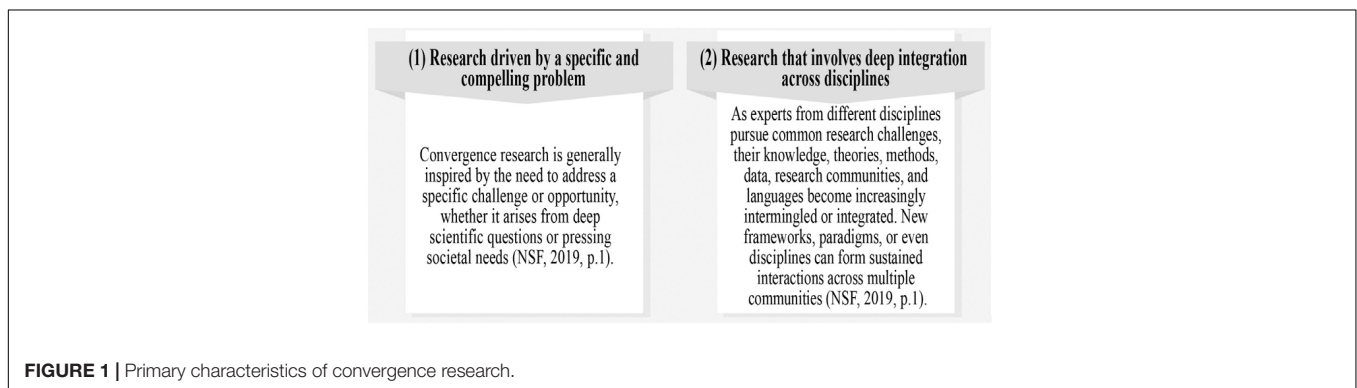 (1) Research driven by a specific and
compelling problem
Convergence research is generally
inspired by the need to address a
specific challenge or opportunity,
whether it arises from deep
scientific questions or pressing
societal needs (NSF, 2019, p.1).
(2) Research that involves deep integration
across disciplines
As experts from different disciplines
pursue common research challenges,
their knowledge, theories, methods,
data, research communities, and
languages become increasingly
intermingled or integrated. New
frameworks, paradigms, or even
disciplines can form sustained
interactions across multiple
communities (NSF, 2019, p.1).
FIGURE 1 | Primary characteristics of convergence research.